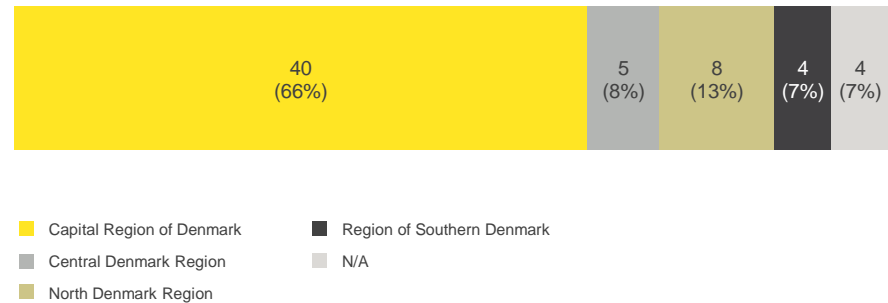 40
(66%)
5
(8%)
8
(13%)
4
(7%)
4
(7%)
Capital Region of Denmark
Central Denmark Region
North Denmark Region
Region of Southern Denmark
N/A